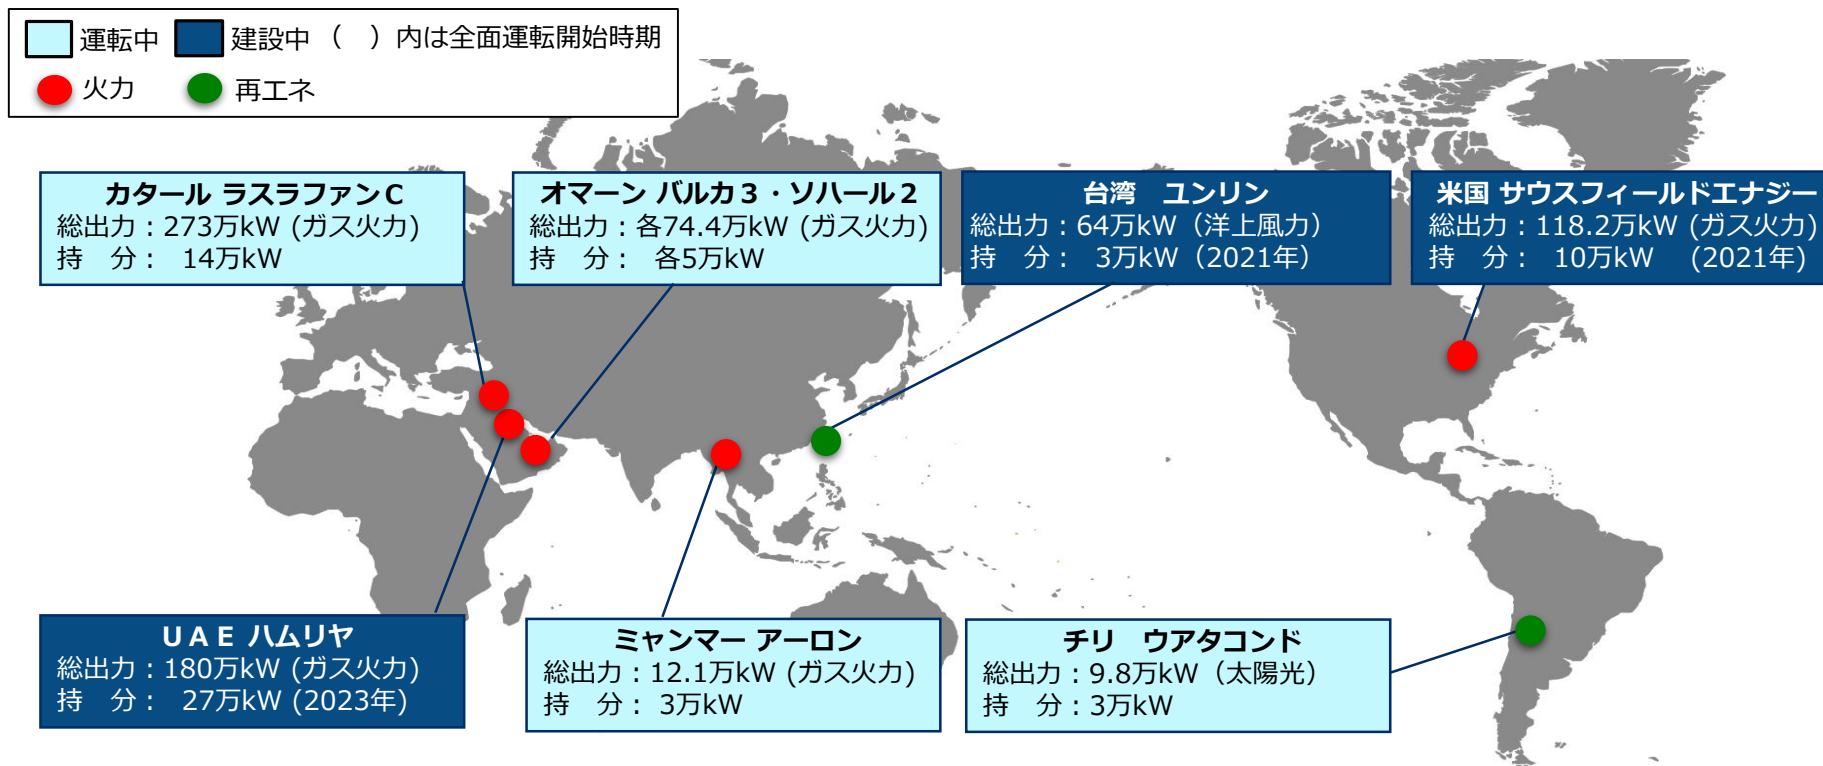 運転中 建設中 （ ）内は全面運転開始時期
火力 再エネ
カタール ラスラファンC
総出力：273万kW (ガス火力)
持 分： 14万kW
オマーン バルカ３・ソハール２
総出力：各74.4万kW (ガス火力)
持 分： 各5万kW
台湾 ユンリン
総出力：64万kW（洋上風力）
持 分： 3万kW（2021年）
米国 サウスフィールドエナジー
総出力：118.2万kW (ガス火力)
持 分： 10万kW (2021年)
ＵＡＥ ハムリヤ
総出力：180万kW (ガス火力)
持 分： 27万kW (2023年)
ミャンマー アーロン
総出力：12.1万kW (ガス火力)
持 分： 3万kW
チリ ウアタコンド
総出力：9.8万kW（太陽光）
持 分：3万kW